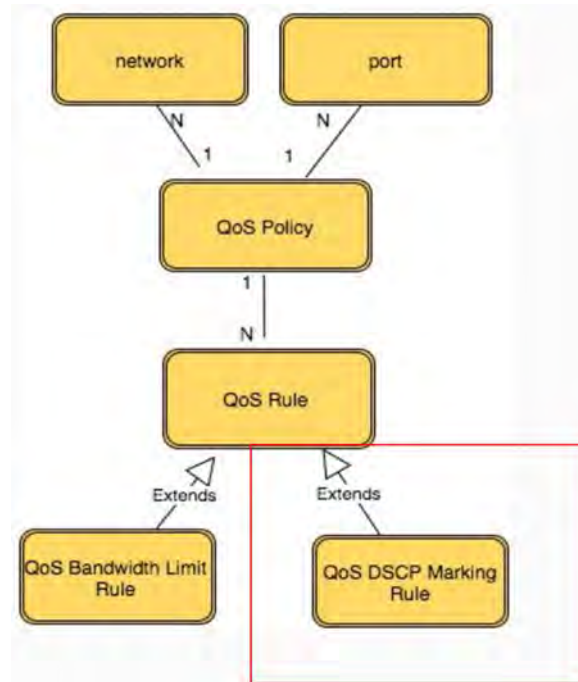 network
port
N
N
1
1
QoS Policy
1
N
QoS Rule
Extends
Extends
QoS Bandwidth Limit
Rule
QoS DSCP Marking
Rule